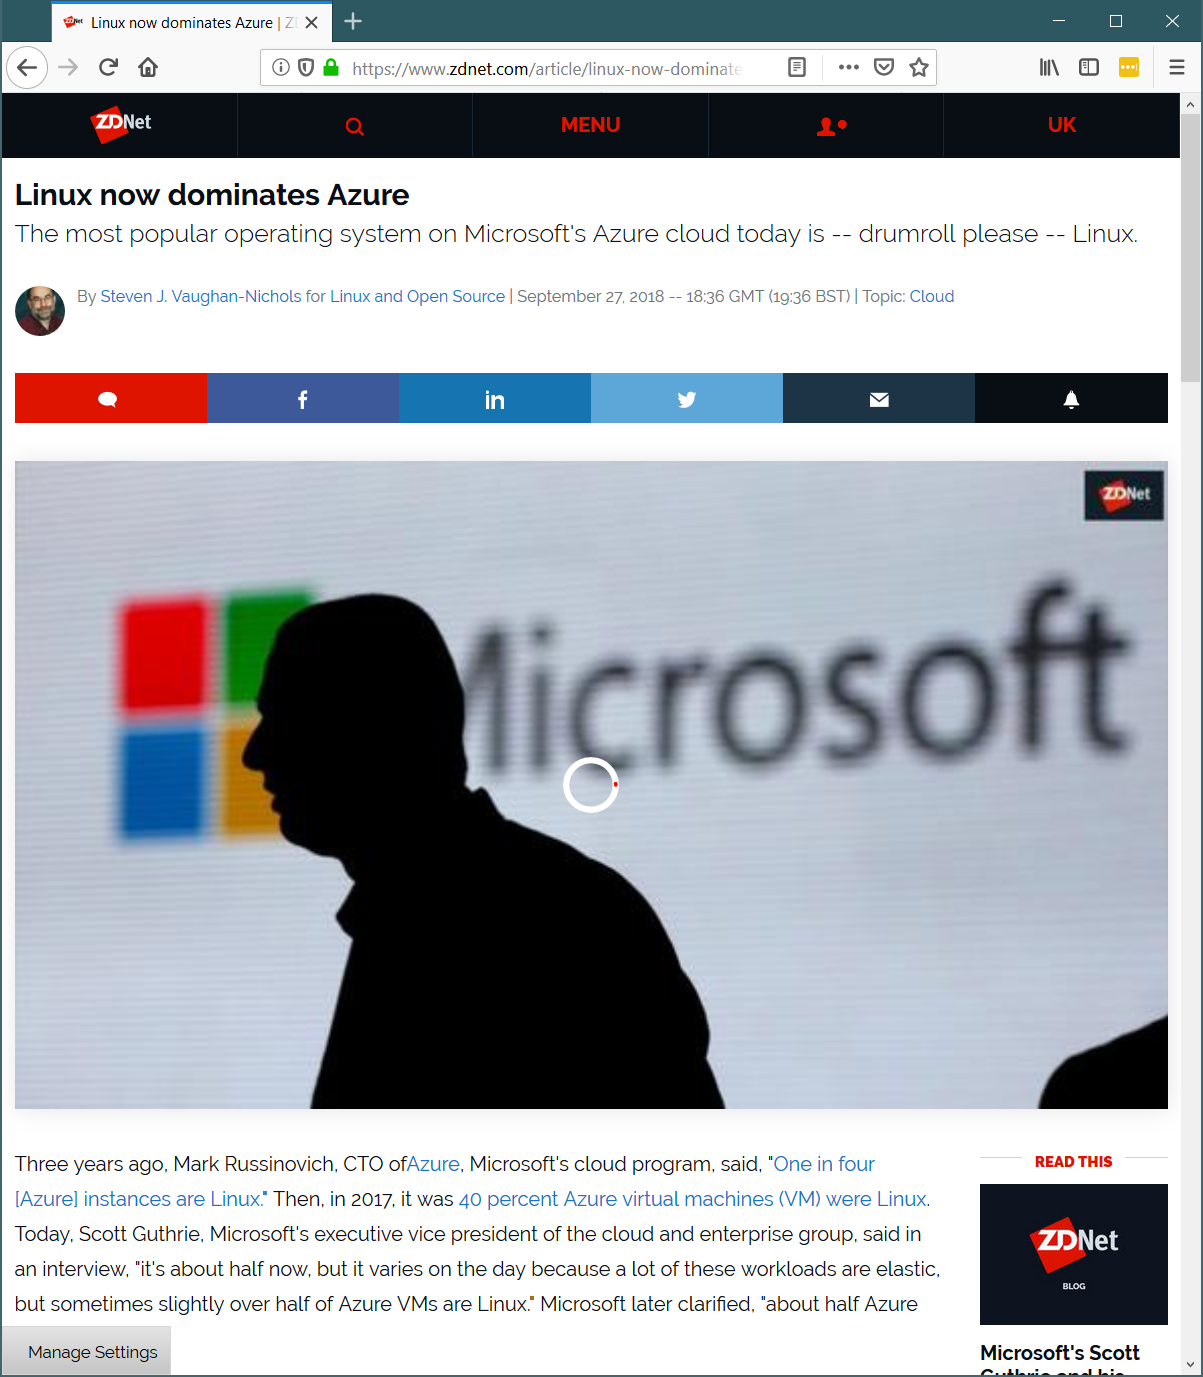 Linux now dominates Azure | Z
https://www.zdnet.com/article/linux-now-dominate
ZDNet
MENU
UK
Linux now dominates Azure
The most popular operating system on Microsoft's Azure cloud today is -- drumroll please -- Linux.
By Steven J. Vaughan-Nichols for Linux and Open Source | September 27, 2018 -- 18:36 GMT (19:36 BST) | Topic: Cloud
f
in
ZDNet
Microsoft
Three years ago, Mark Russinovich, CTO ofAzure, Microsoft's cloud program, said, "One in four
[Azure] instances are Linux." Then, in 2017, it was 40 percent Azure virtual machines (VM) were Linux.
Today, Scott Guthrie, Microsoft's executive vice president of the cloud and enterprise group, said in
an interview, "it's about half now, but it varies on the day because a lot of these workloads are elastic,
but sometimes slightly over half of Azure VMs are Linux." Microsoft later clarified, "about half Azure
READ THIS
ZDNet
BLOG
Microsoft's Scott
Guthrie and his
Manage Settings